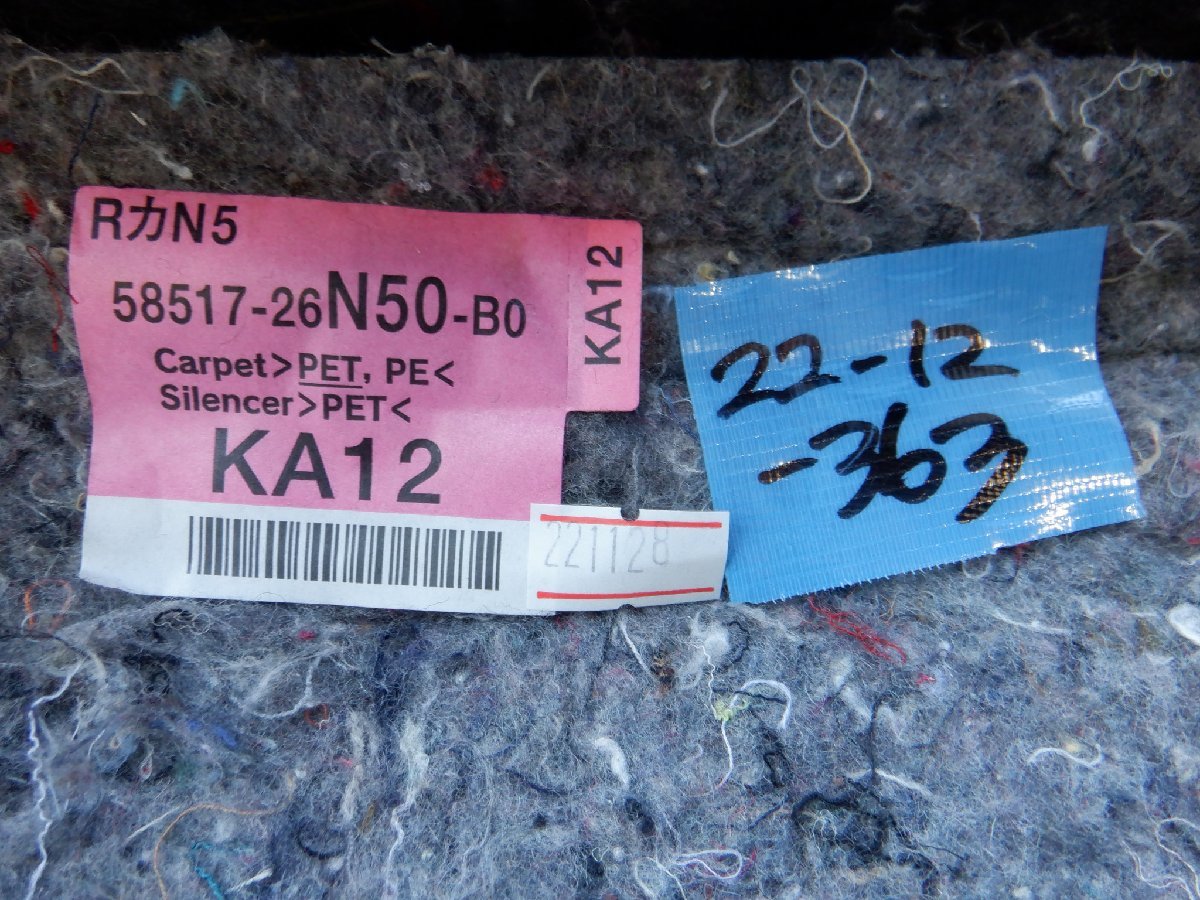 RカN5
58517-26N50-B0
Carpet>PET, PE<
Silencer>PET<
KA12
KA12
221128
22-12
-363